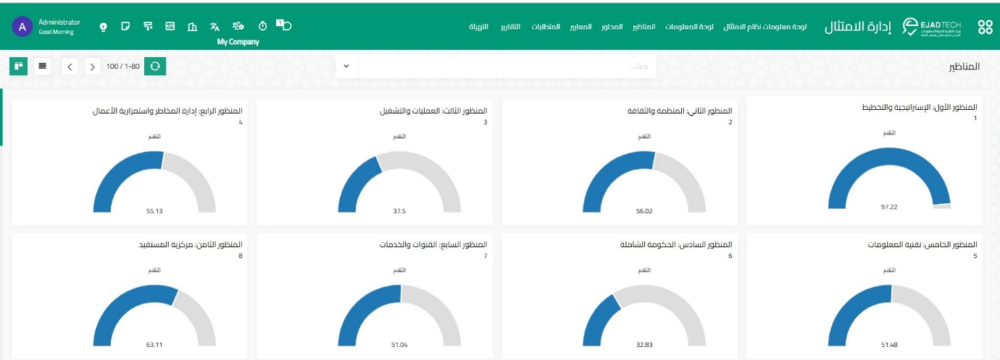 EJADTECH
إدارة الامتثال
لوحة معلومات نظام الامتثال
لوحة المعلومات
المناظير
المحاور
المعايير
المتطلبات
التقارير
التهيئة
1
My Company
Administrator
Good Morning
A
المناظير
بحث...
100 / 1-80
المنظور الأول: الإستراتيجية والتخطيط
1
التقدم
97.22
المنظور الثاني: المنظمة والثقافة
2
التقدم
56.02
المنظور الثالث: العمليات والتشغيل
3
التقدم
37.5
المنظور الرابع: إدارة المخاطر واستمرارية الأعمال
4
التقدم
55.13
المنظور الخامس: تقنية المعلومات
5
التقدم
51.48
المنظور السادس: الحكومة الشاملة
6
التقدم
32.83
المنظور السابع: القنوات والخدمات
7
التقدم
51.04
المنظور الثامن: مركزية المستفيد
8
التقدم
63.11